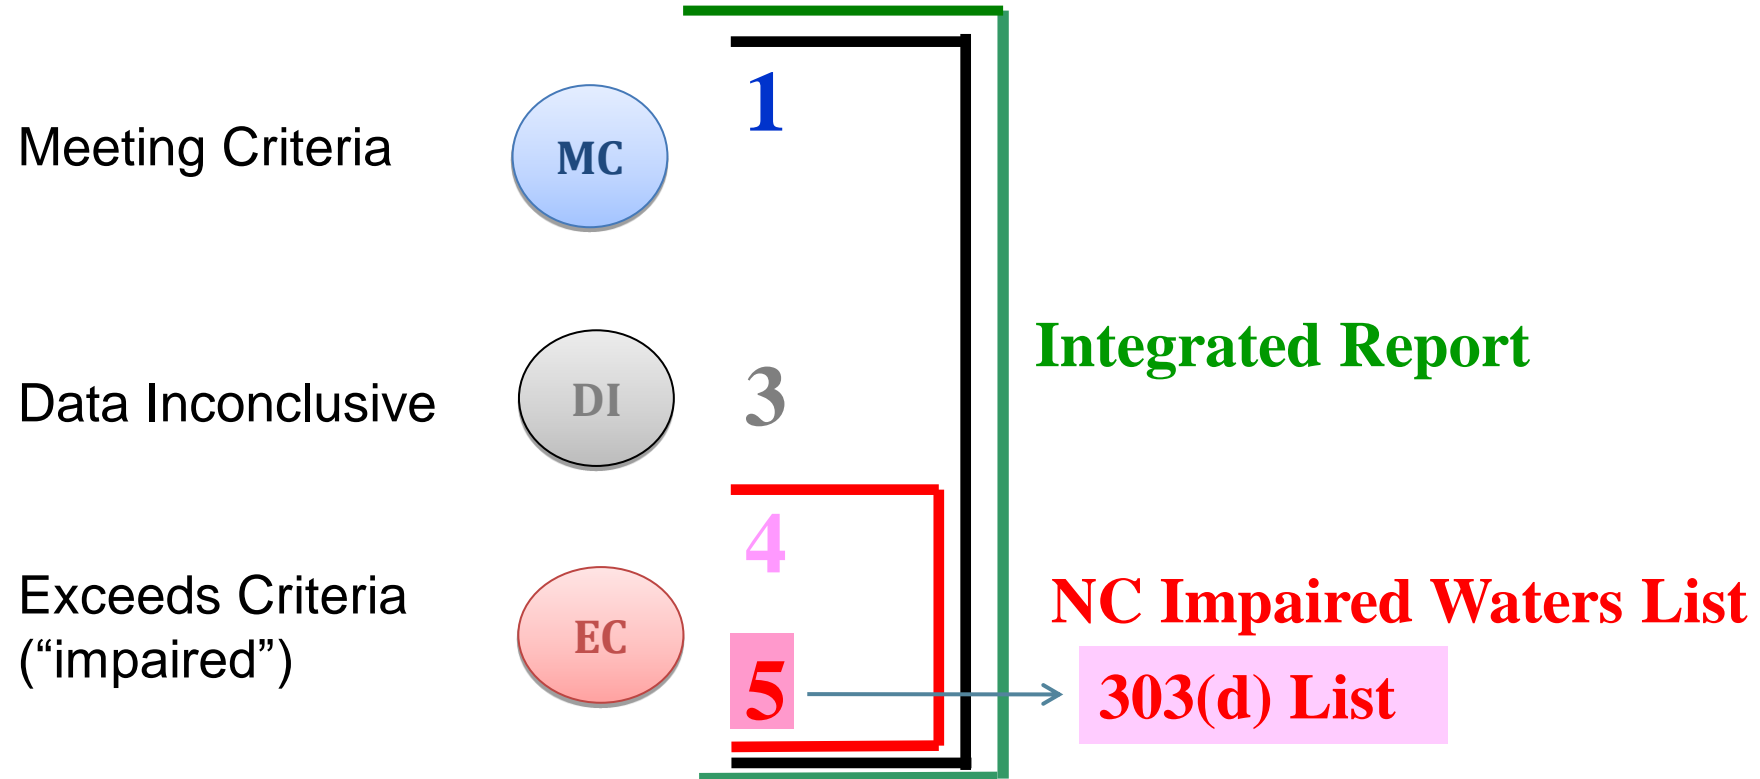 Meeting Criteria
MC
1
Data Inconclusive
DI
3
Integrated Report
4
Exceeds Criteria
(“impaired”)
EC
5
NC Impaired Waters List
303(d) List